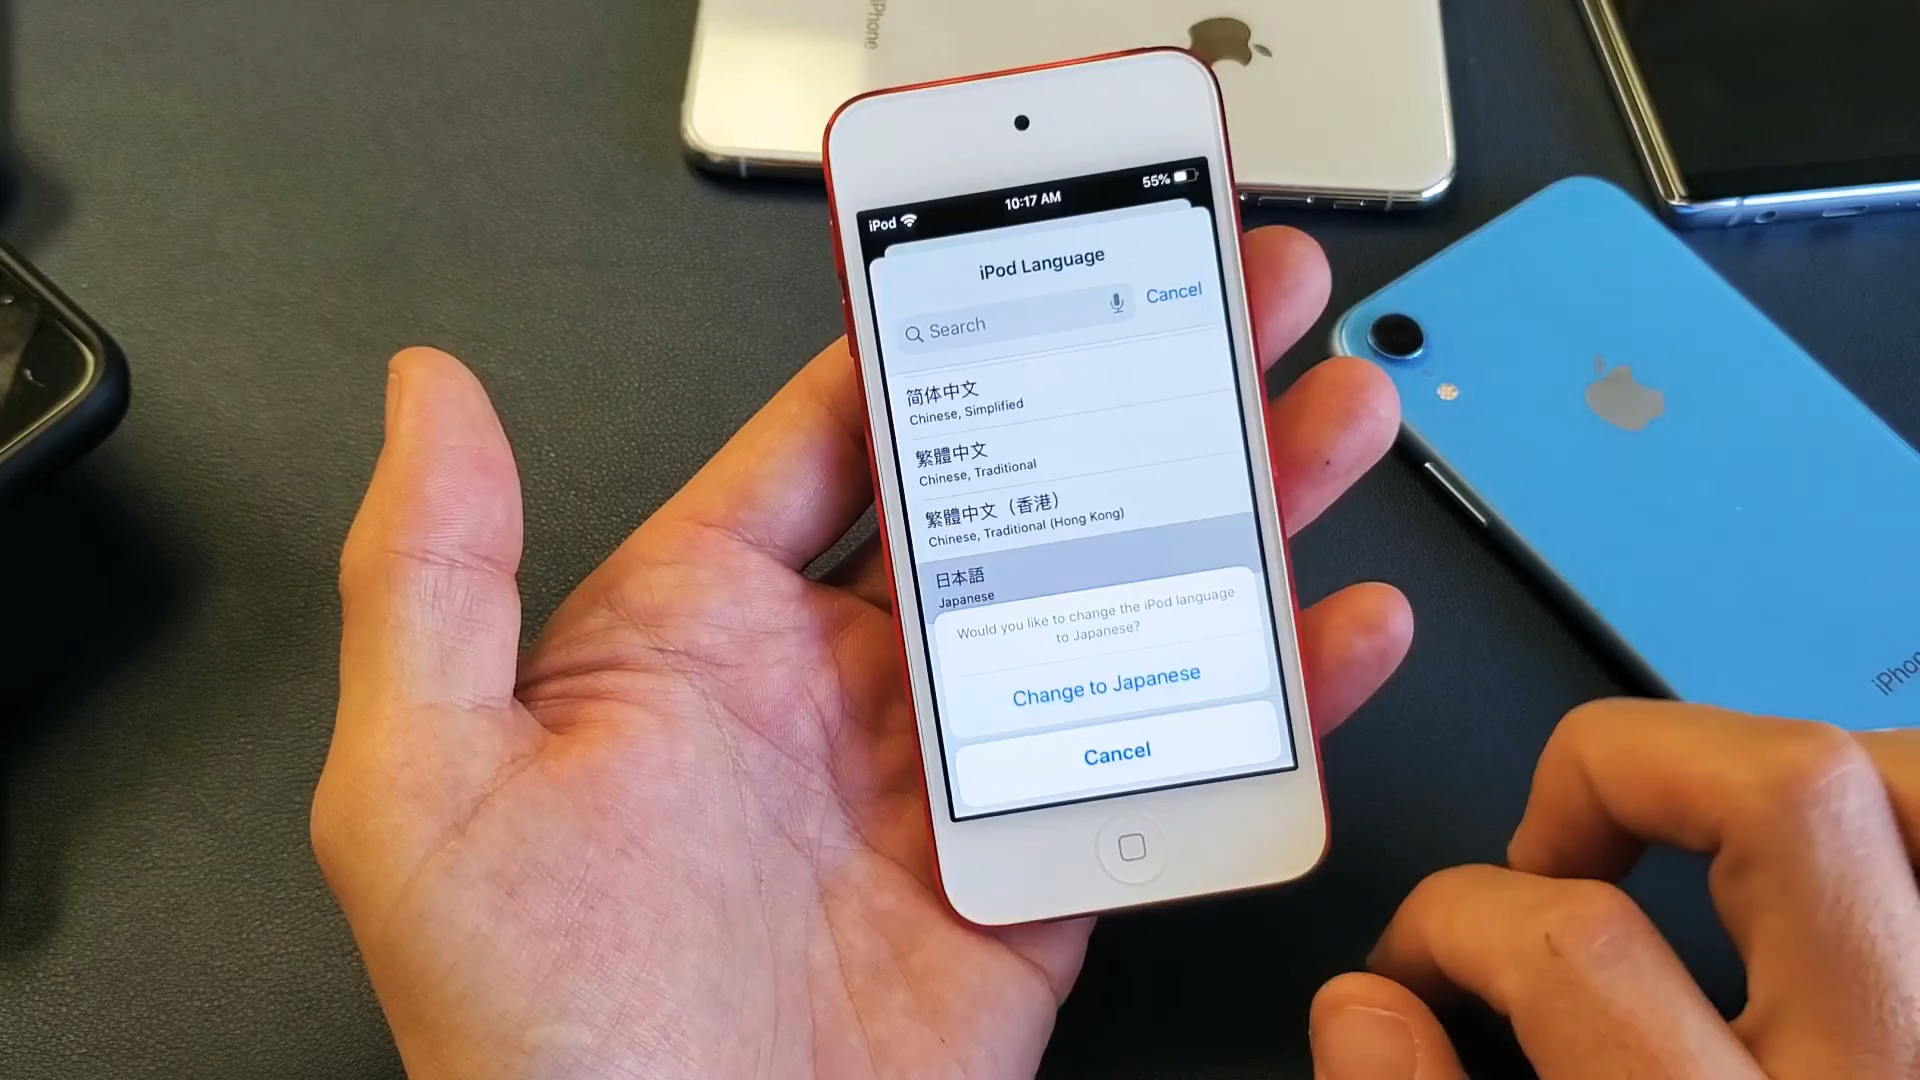 iPhone
iPod
10:17 AM
55%
iPod Language
Search
Cancel
简体中文
Chinese, Simplified
繁體中文
Chinese, Traditional
繁體中文（香港）
Chinese, Traditional (Hong Kong)
日本語
Japanese
Would you like to change the iPod language
to Japanese?
Change to Japanese
Cancel
iPho